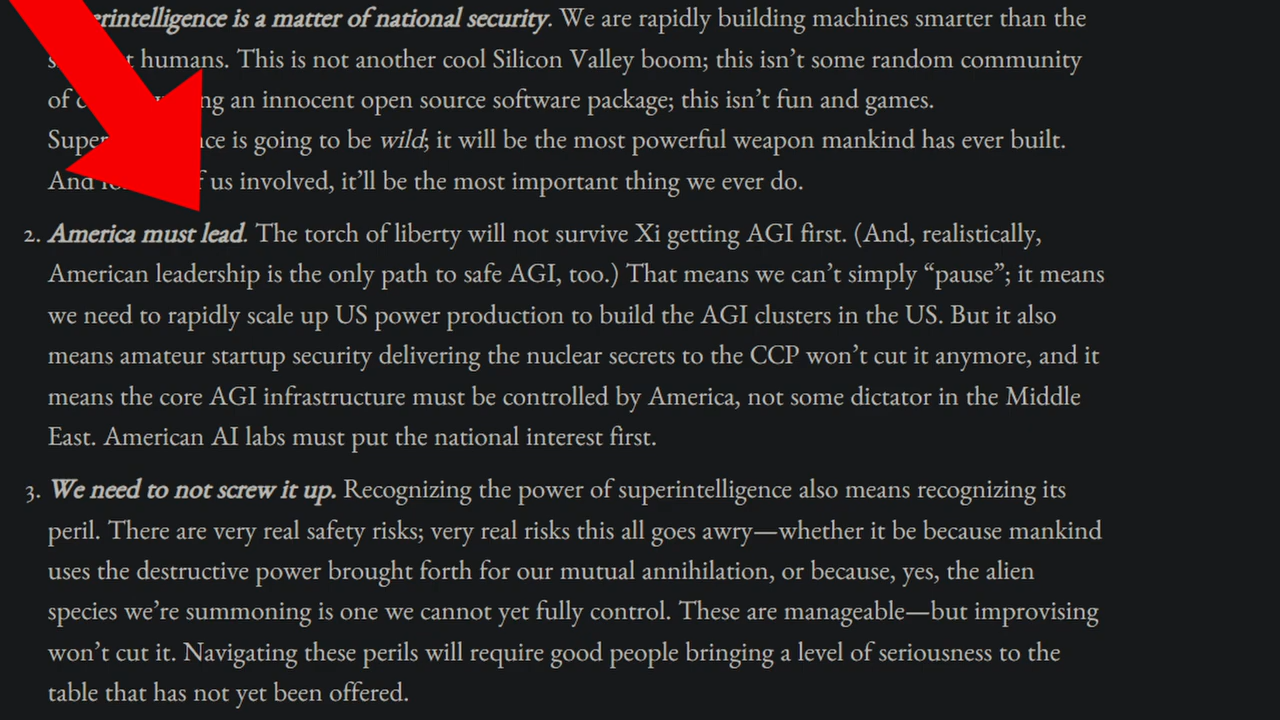 erintelligence is a matter of national security. We are rapidly building machines smarter than the
humans. This is not another cool Silicon Valley boom; this isn’t some random community
of an innocent open source software package; this isn’t fun and games.
is going to be wild; it will be the most powerful weapon mankind has ever built.
And us involved, it’ll be the most important thing we ever do.
2. America must lead. The torch of liberty will not survive Xi getting AGI first. (And, realistically,
American leadership is the only path to safe AGI, too.) That means we can’t simply “pause”; it means
we need to rapidly scale up US power production to build the AGI clusters in the US. But it also
means amateur startup security delivering the nuclear secrets to the CCP won’t cut it anymore, and it
means the core AGI infrastructure must be controlled by America, not some dictator in the Middle
East. American AI labs must put the national interest first.
3. We need to not screw it up. Recognizing the power of superintelligence also means recognizing its
peril. There are very real safety risks; very real risks this all goes awry—whether it be because mankind
uses the destructive power brought forth for our mutual annihilation, or because, yes, the alien
species we’re summoning is one we cannot yet fully control. These are manageable—but improvising
won’t cut it. Navigating these perils will require good people bringing a level of seriousness to the
table that has not yet been offered.